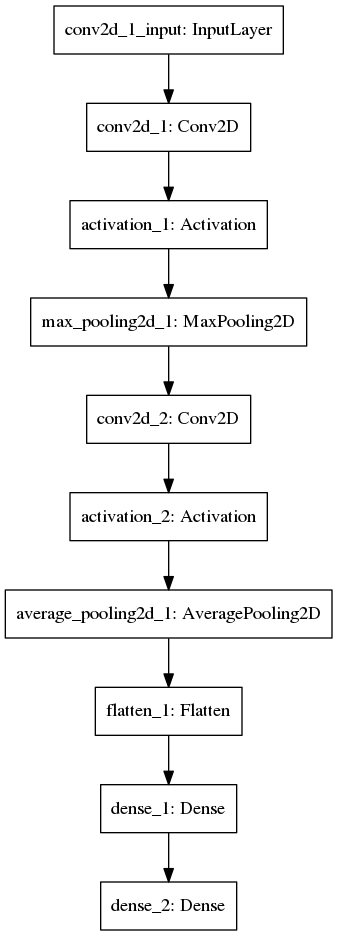 conv2d_1_input: InputLayer
conv2d_1: Conv2D
activation_1: Activation
max_pooling2d_1: MaxPooling2D
conv2d_2: Conv2D
activation_2: Activation
average_pooling2d_1: AveragePooling2D
flatten_1: Flatten
dense_1: Dense
dense_2: Dense